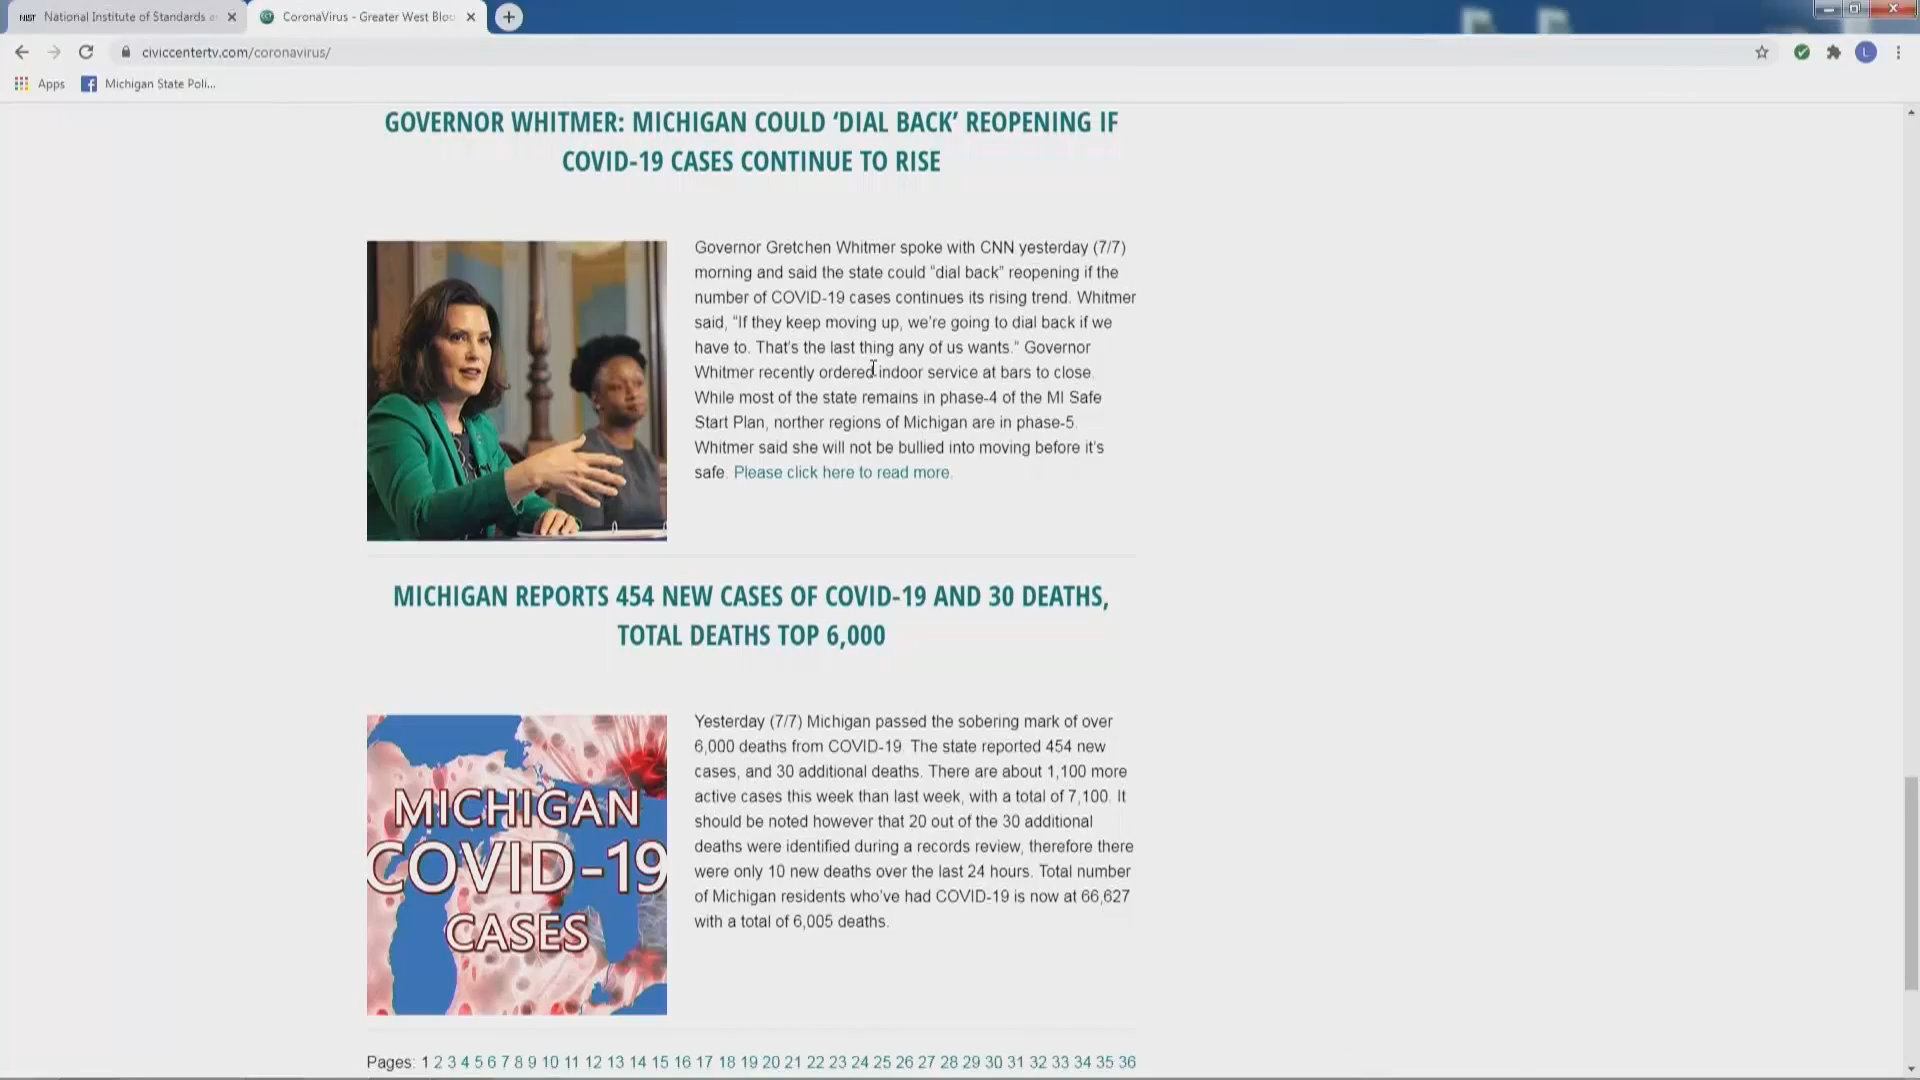 National Institute of Standards a
CoronaVirus - Greater West Bloo
civiccentertv.com/coronavirus/
L
Apps
Michigan State Poli...
GOVERNOR WHITMER: MICHIGAN COULD ‘DIAL BACK’ REOPENING IF
COVID-19 CASES CONTINUE TO RISE
Governor Gretchen Whitmer spoke with CNN yesterday (7/7)
morning and said the state could “dial back” reopening if the
number of COVID-19 cases continues its rising trend. Whitmer
said, “If they keep moving up, we’re going to dial back if we
have to. That’s the last thing any of us wants.” Governor
Whitmer recently ordered indoor service at bars to close.
While most of the state remains in phase-4 of the MI Safe
Start Plan, norther regions of Michigan are in phase-5.
Whitmer said she will not be bullied into moving before it’s
safe. Please click here to read more.
MICHIGAN REPORTS 454 NEW CASES OF COVID-19 AND 30 DEATHS,
TOTAL DEATHS TOP 6,000
MICHIGAN
COVID-19
CASES
Yesterday (7/7) Michigan passed the sobering mark of over
6,000 deaths from COVID-19. The state reported 454 new
cases, and 30 additional deaths. There are about 1,100 more
active cases this week than last week, with a total of 7,100. It
should be noted however that 20 out of the 30 additional
deaths were identified during a records review, therefore there
were only 10 new deaths over the last 24 hours. Total number
of Michigan residents who’ve had COVID-19 is now at 66,627
with a total of 6,005 deaths.
Pages: 1 2 3 4 5 6 7 8 9 10 11 12 13 14 15 16 17 18 19 20 21 22 23 24 25 26 27 28 29 30 31 32 33 34 35 36